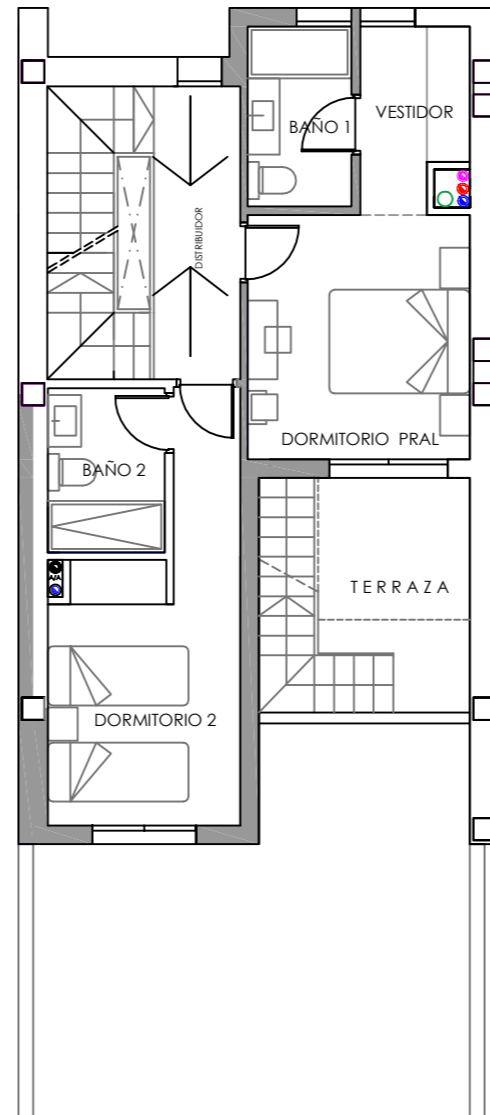 VESTIDOR
BAÑO 1
DISTRIBUIDOR
DORMITORIO PRAL
BAÑO 2
A/A
TERRAZA
DORMITORIO 2